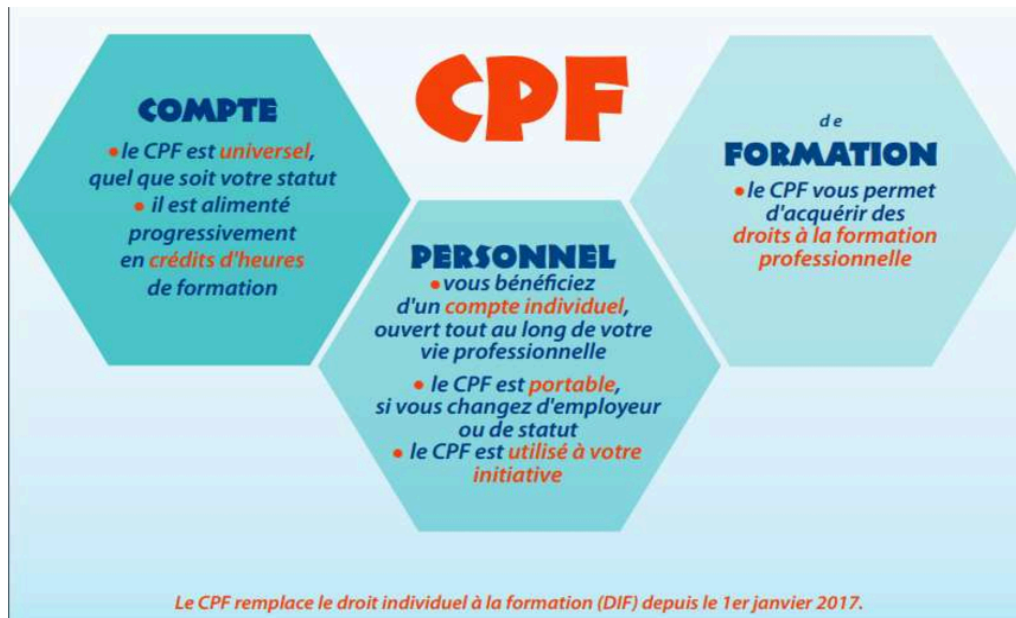 CPF
COMPTE
• le CPF est universel,
quel que soit votre statut
• il est alimenté
progressivement
en crédits d'heures
de formation
PERSONNEL
• vous bénéficiez
d'un compte individuel,
ouvert tout au long de votre
vie professionnelle
• le CPF est portable,
si vous changez d'employeur
ou de statut
• le CPF est utilisé à votre
initiative
de
FORMATION
• le CPF vous permet
d'acquérir des
droits à la formation
professionnelle
Le CPF remplace le droit individuel à la formation (DIF) depuis le 1er janvier 2017.